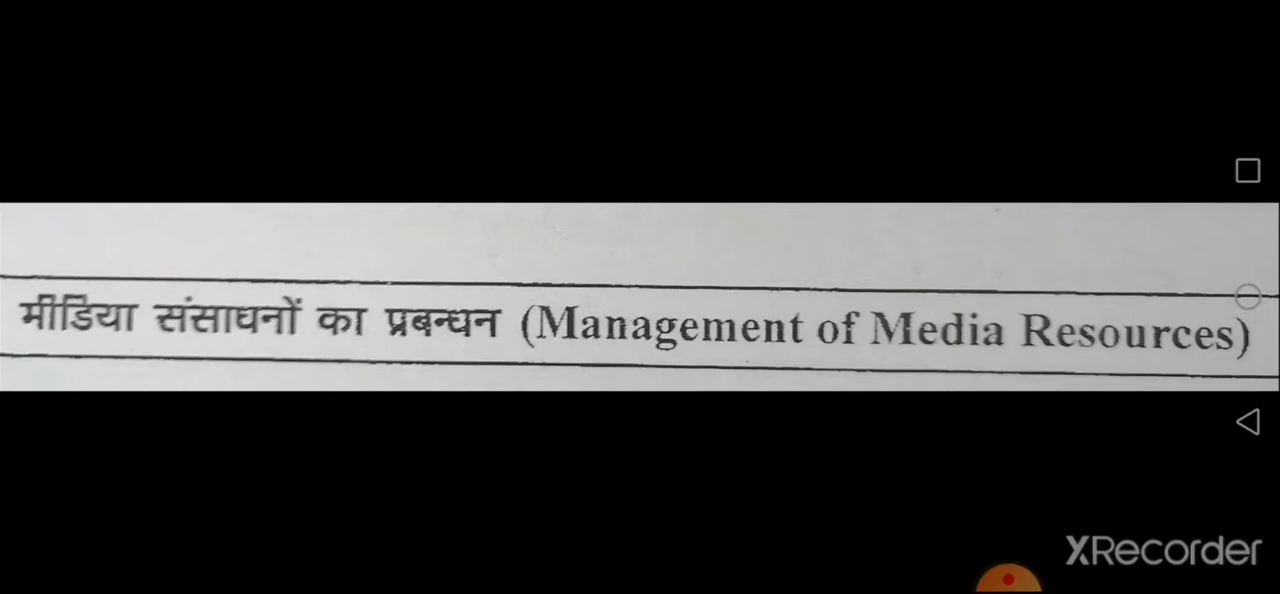 मीडिया संसाधनों का प्रबन्धन (Management of Media Resources)
XRecorder